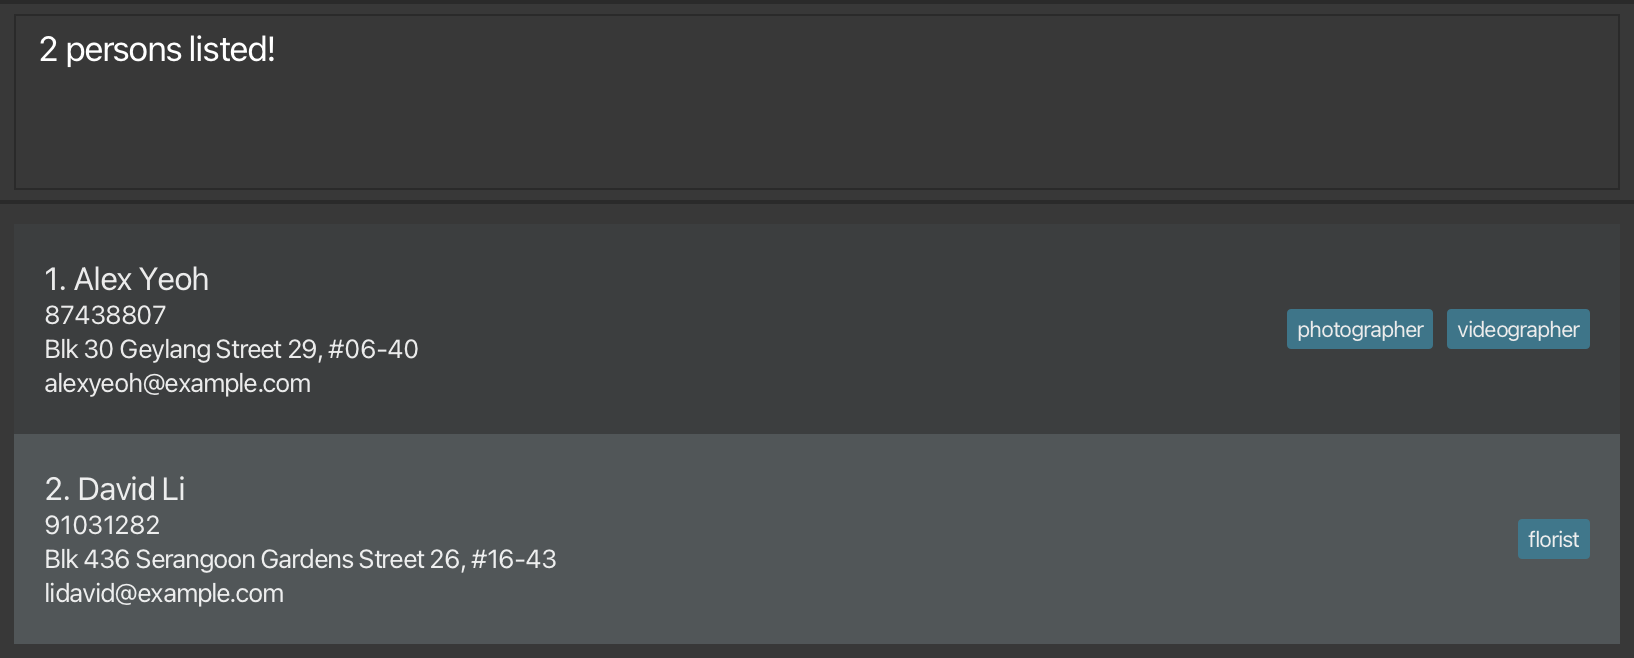 2 persons listed!
1. Alex Yeoh
87438807
Blk 30 Geylang Street 29, #06-40
alexyeoh@example.com
photographer videographer
2. David Li
91031282
Blk 436 Serangoon Gardens Street 26, #16-43
lidavid@example.com
florist